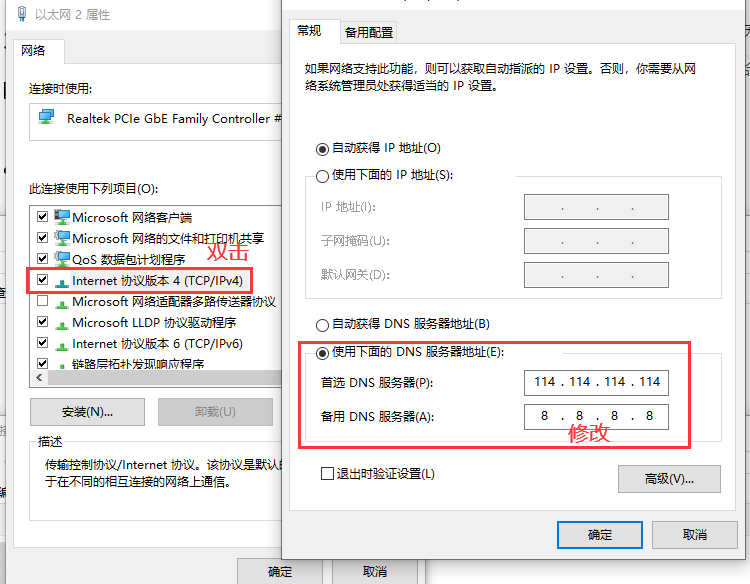 以太网 2 属性
网络
连接时使用:
Realtek PCIe GbE Family Controller #
此连接使用下列项目(O):
Microsoft 网络客户端
Microsoft 网络的文件和打印机共享
QoS 数据包计划程序
双击
Internet 协议版本 4 (TCP/IPv4)
Microsoft 网络适配器多路传送器协议
Microsoft LLDP 协议驱动程序
Internet 协议版本 6 (TCP/IPv6)
链路层拓扑发现响应程序
安装(N)...
卸载(U)
描述
传输控制协议/Internet 协议。该协议是默认的
于在不同的相互连接的网络上通信。
确定
取消
常规
备用配置
如果网络支持此功能，则可以获取自动指派的 IP 设置。否则，你需要从网
络系统管理员处获得适当的 IP 设置。
自动获得 IP 地址(O)
使用下面的 IP 地址(S):
IP 地址(I):
子网掩码(U):
默认网关(D):
自动获得 DNS 服务器地址(B)
使用下面的 DNS 服务器地址(E):
首选 DNS 服务器(P):
114 . 114 . 114 . 114
备用 DNS 服务器(A):
8 . 8 . 8 . 8
修改
退出时验证设置(L)
高级(V)...
确定
取消